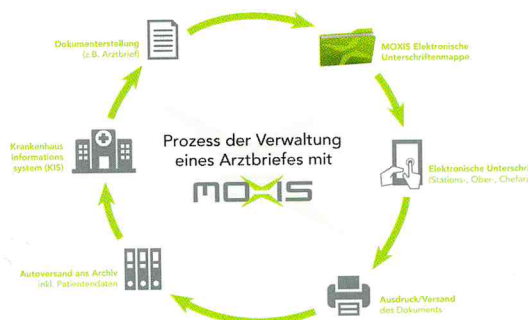 Dokumenterstellung
(z.B. Arztbrief)
MOXIS Elektronische
Unterschriftenmappe
Krankenhaus
informations
system (KIS)
Prozess der Verwaltung
eines Arztbriefes mit
MOXIS
Elektronische Unterschri
(Stations-, Ober-, Chefarz
Autoversand ans Archiv
inkl. Patientendaten
Ausdruck/Versand
des Dokuments